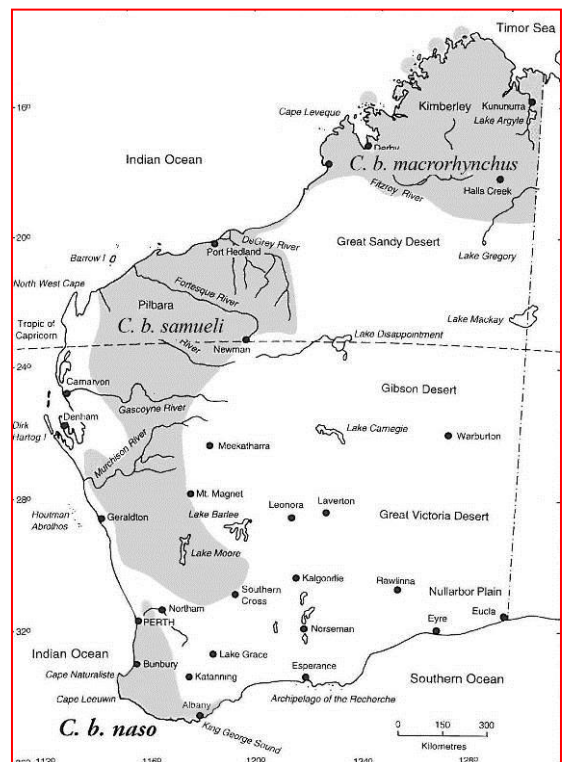 Timor Sea
16°
Kimberley
Kununurra
Cape Leveque
Lake Argyle
Derby
Indian Ocean
C. b. macrorhynchus
Halls Creek
Fitzroy River
20°
DeGrey River
Great Sandy Desert
Port Hedland
Barrow I
Lake Gregory
North West Cape
Fortesque River
Pilbara
Lake Mackay
Tropic of
Capricorn
C. b. samueli
Lake Disappointment
River
Newman
24°
Carnarvon
Gibson Desert
Gascoyne River
Denham
Dirk
Hartog I
Lake Carnegie
Warburton
Meekatharra
Murchison River
28°
Mt. Magnet
Houtman
Abrolhos
Geraldton
Lake Barlee
Leonora
Laverton
Great Victoria Desert
Lake Moore
Kalgoorlie
Rawlinna
Nullarbor Plain
Southern
Cross
Northam
PERTH
Eyre
Eucla
32°
Norseman
Indian Ocean
Bunbury
Lake Grace
Cape Naturaliste
Katanning
Esperance
Southern Ocean
Cape Leeuwin
Albany
Archipelago of the Recherche
King George Sound
C. b. naso
0 150 300
Kilometres
1160
1200
1240
1280